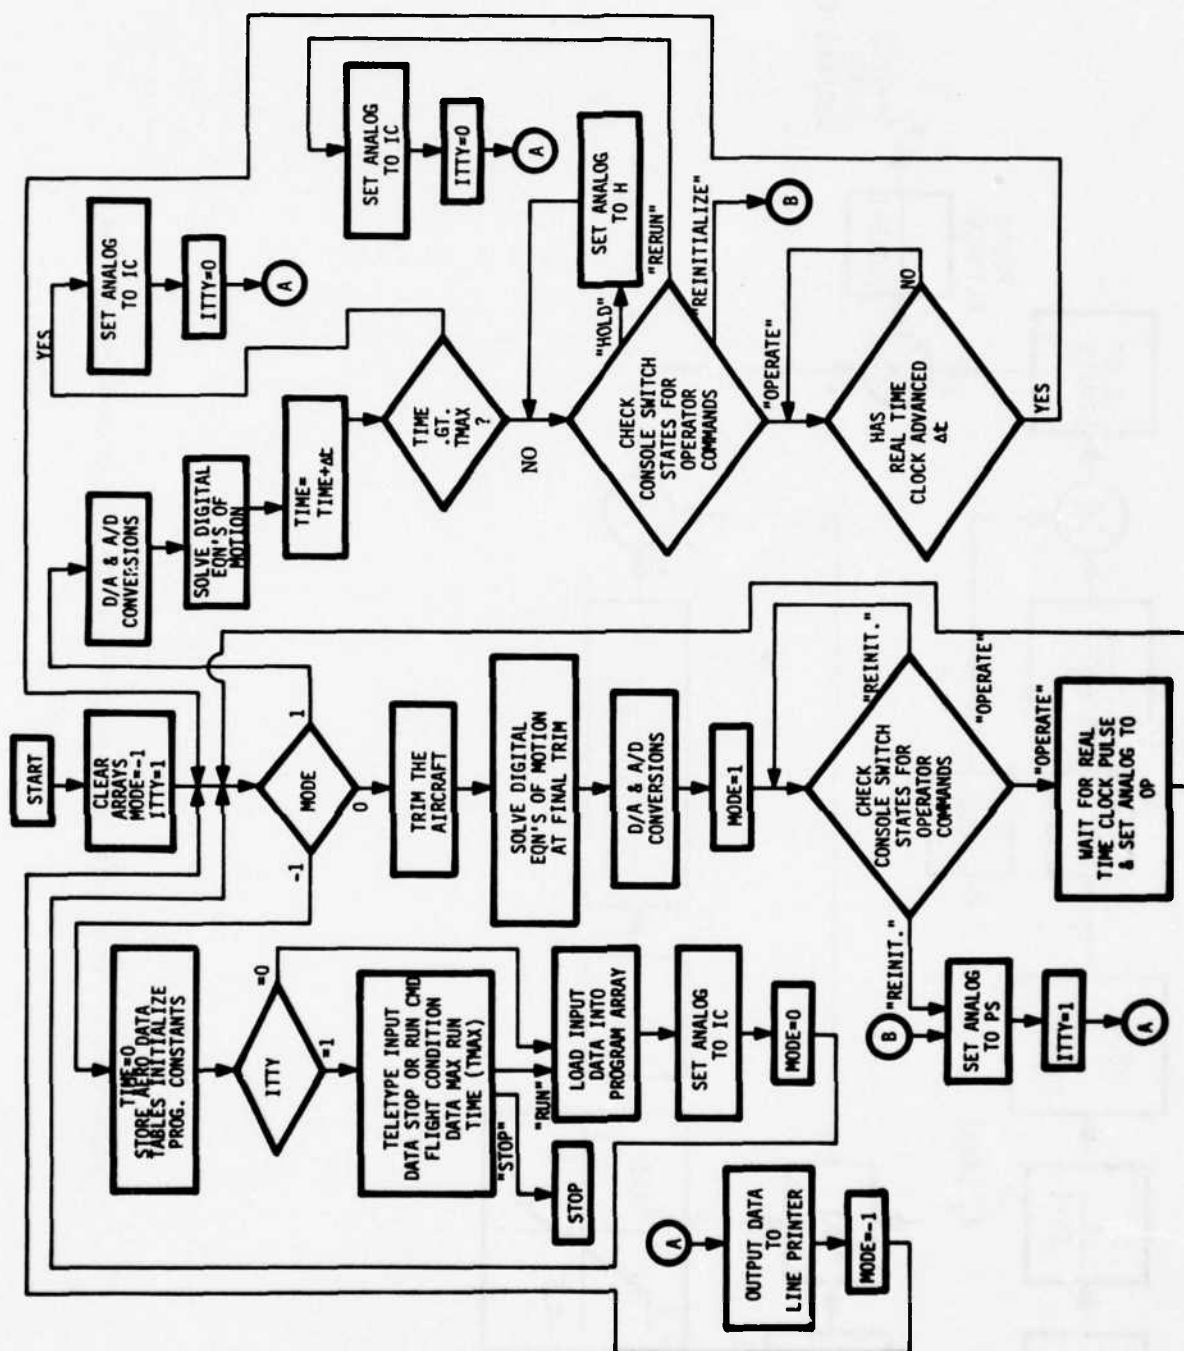 START
CLEAR
ARRAYS
MODE=-1
ITTY=1
MODE
-1
0
1
TIME=0
STORE AERO DATA
TABLES INITIALIZE
PROG. CONSTANTS
ITTY
=0
=1
TELETYPE INPUT
DATA STOP OR RUN CMD
FLIGHT CONDITION
DATA MAX RUN
TIME (TMAX)
"STOP"
"RUN"
STOP
LOAD INPUT
DATA INTO
PROGRAM ARRAY
SET ANALOG
TO IC
MODE=0
A
OUTPUT DATA
TO
LINE PRINTER
MODE=-1
TRIM THE
AIRCRAFT
SOLVE DIGITAL
EQN'S OF MOTION
AT FINAL TRIM
D/A & A/D
CONVERSIONS
MODE=1
CHECK
CONSOLE SWITCH
STATES FOR
OPERATOR
COMMANDS
"REINIT."
"REINIT."
"OPERATE"
"OPERATE"
B
SET ANALOG
TO PS
ITTY=1
A
WAIT FOR REAL
TIME CLOCK PULSE
& SET ANALOG TO
OP
D/A & A/D
CONVERSIONS
SOLVE DIGITAL
EQN'S OF
MOTION
TIME=
TIME+Δt
TIME
.GT.
TMAX
?
YES
NO
SET ANALOG
TO IC
ITTY=0
A
CHECK
CONSOLE SWITCH
STATES FOR
OPERATOR
COMMANDS
"HOLD"
"RERUN"
"REINITIALIZE"
"OPERATE"
SET ANALOG
TO H
SET ANALOG
TO IC
ITTY=0
A
B
HAS
REAL TIME
CLOCK ADVANCED
Δt
NO
YES